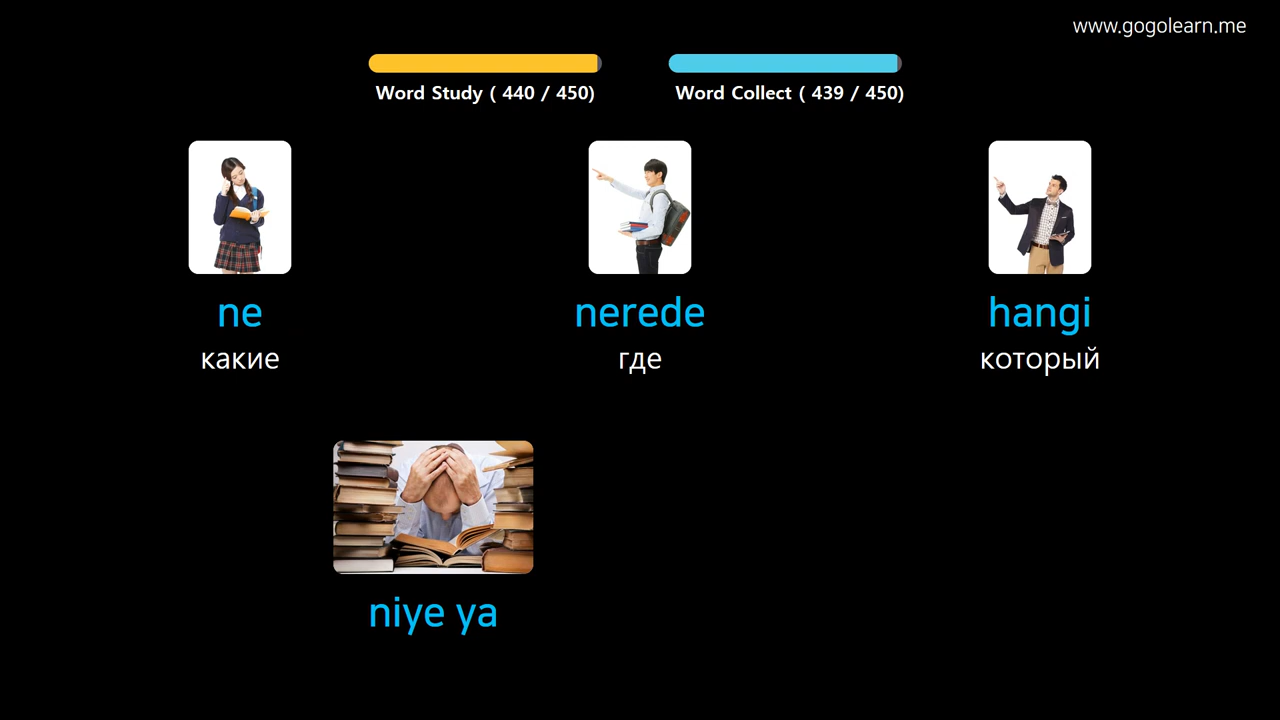 www.gogolearn.me
Word Study ( 440 / 450)
Word Collect ( 439 / 450)
ne
какие
nerede
где
hangi
который
niye ya